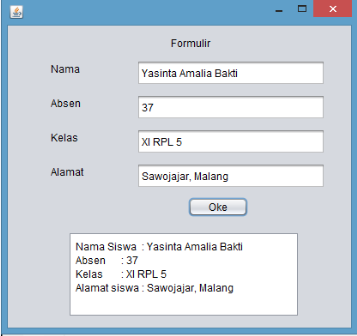 Formulir
Nama Yasinta Amalia Bakti
Absen 37
Kelas XI RPL 5
Alamat Sawojajar, Malang
Oke
Nama Siswa : Yasinta Amalia Bakti
Absen : 37
Kelas : XI RPL 5
Alamat siswa : Sawojajar, Malang